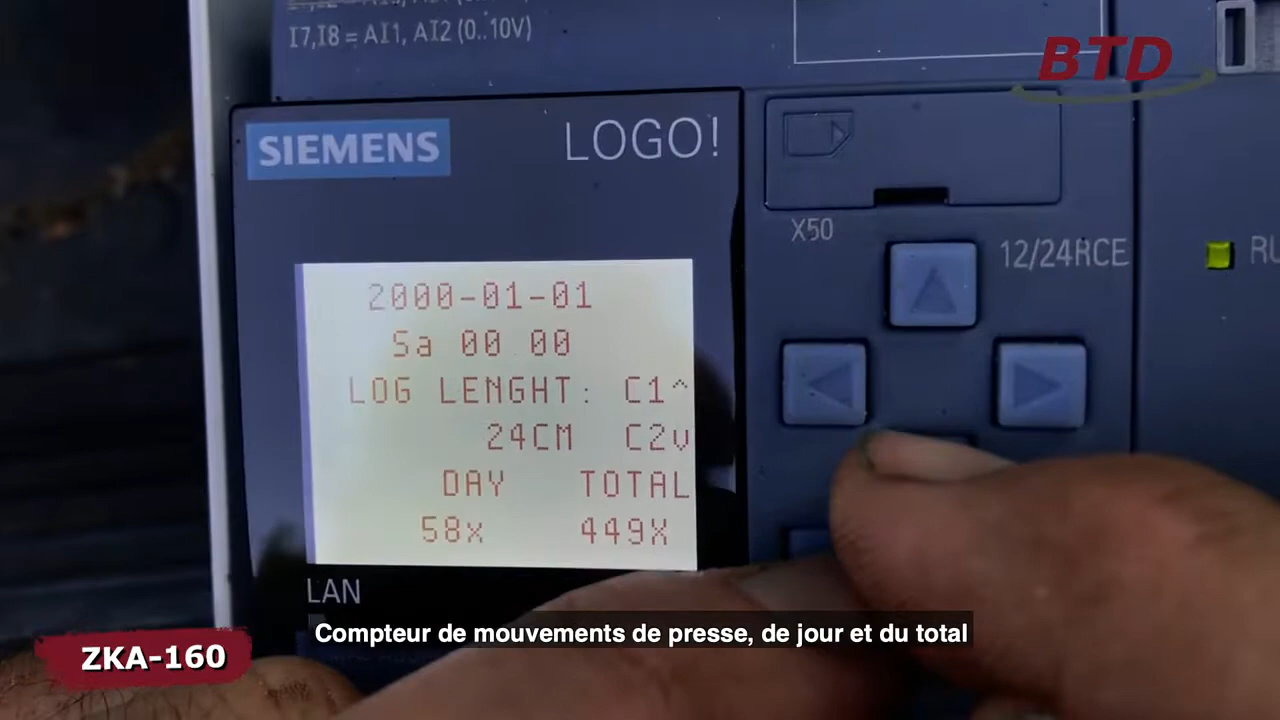 I7,I8 = AI1, AI2 (0..10V)
BTD
SIEMENS
LOGO!
X50
12/24RCE
2000-01-01
Sa 00 00
LOG LENGHT: C1^
24CM C2v
DAY TOTAL
58x 449X
LAN
Compteur de mouvements de presse, de jour et du total
ZKA-160